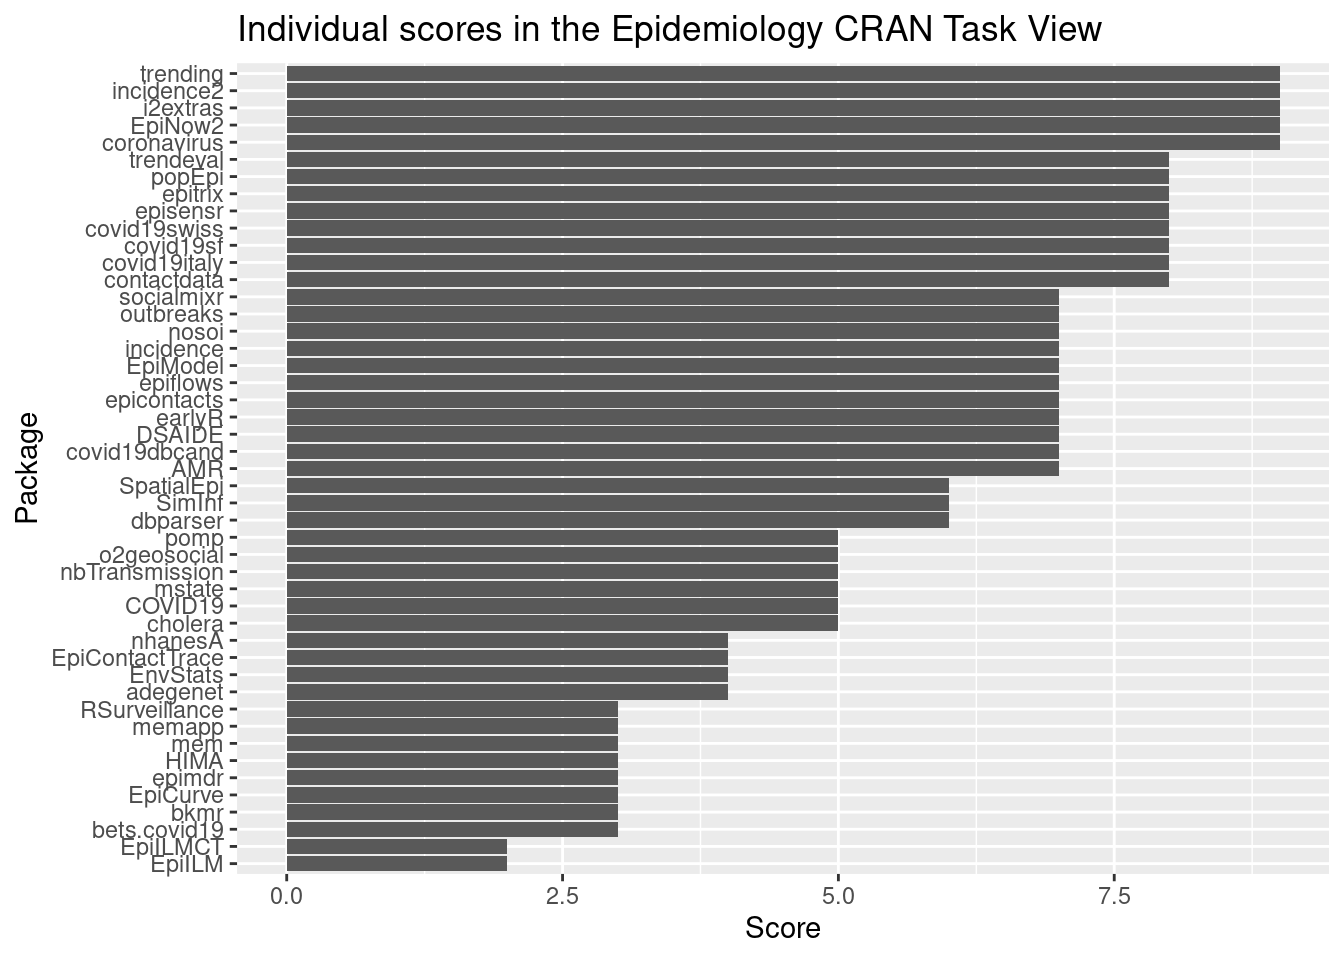 Individual scores in the Epidemiology CRAN Task View
trending
incidence2
i2extras
EpiNow2
coronavirus
trendeval
popEpi
epitrix
episensr
covid19swiss
covid19sf
covid19italy
contactdata
socialmixr
outbreaks
nosoi
incidence
EpiModel
epiflows
epicontacts
earlyR
DSAIDE
covid19dbcand
AMR
SpatialEpi
SimInf
dbparser
pomp
o2geosocial
nbTransmission
mstate
COVID19
cholera
nhanesA
EpiContactTrace
EnvStats
adegenet
RSurveillance
memapp
mem
HIMA
epimdr
EpiCurve
bkmr
bets.covid19
EpiILMCT
EpiILM
Package
0.0 2.5 5.0 7.5
Score